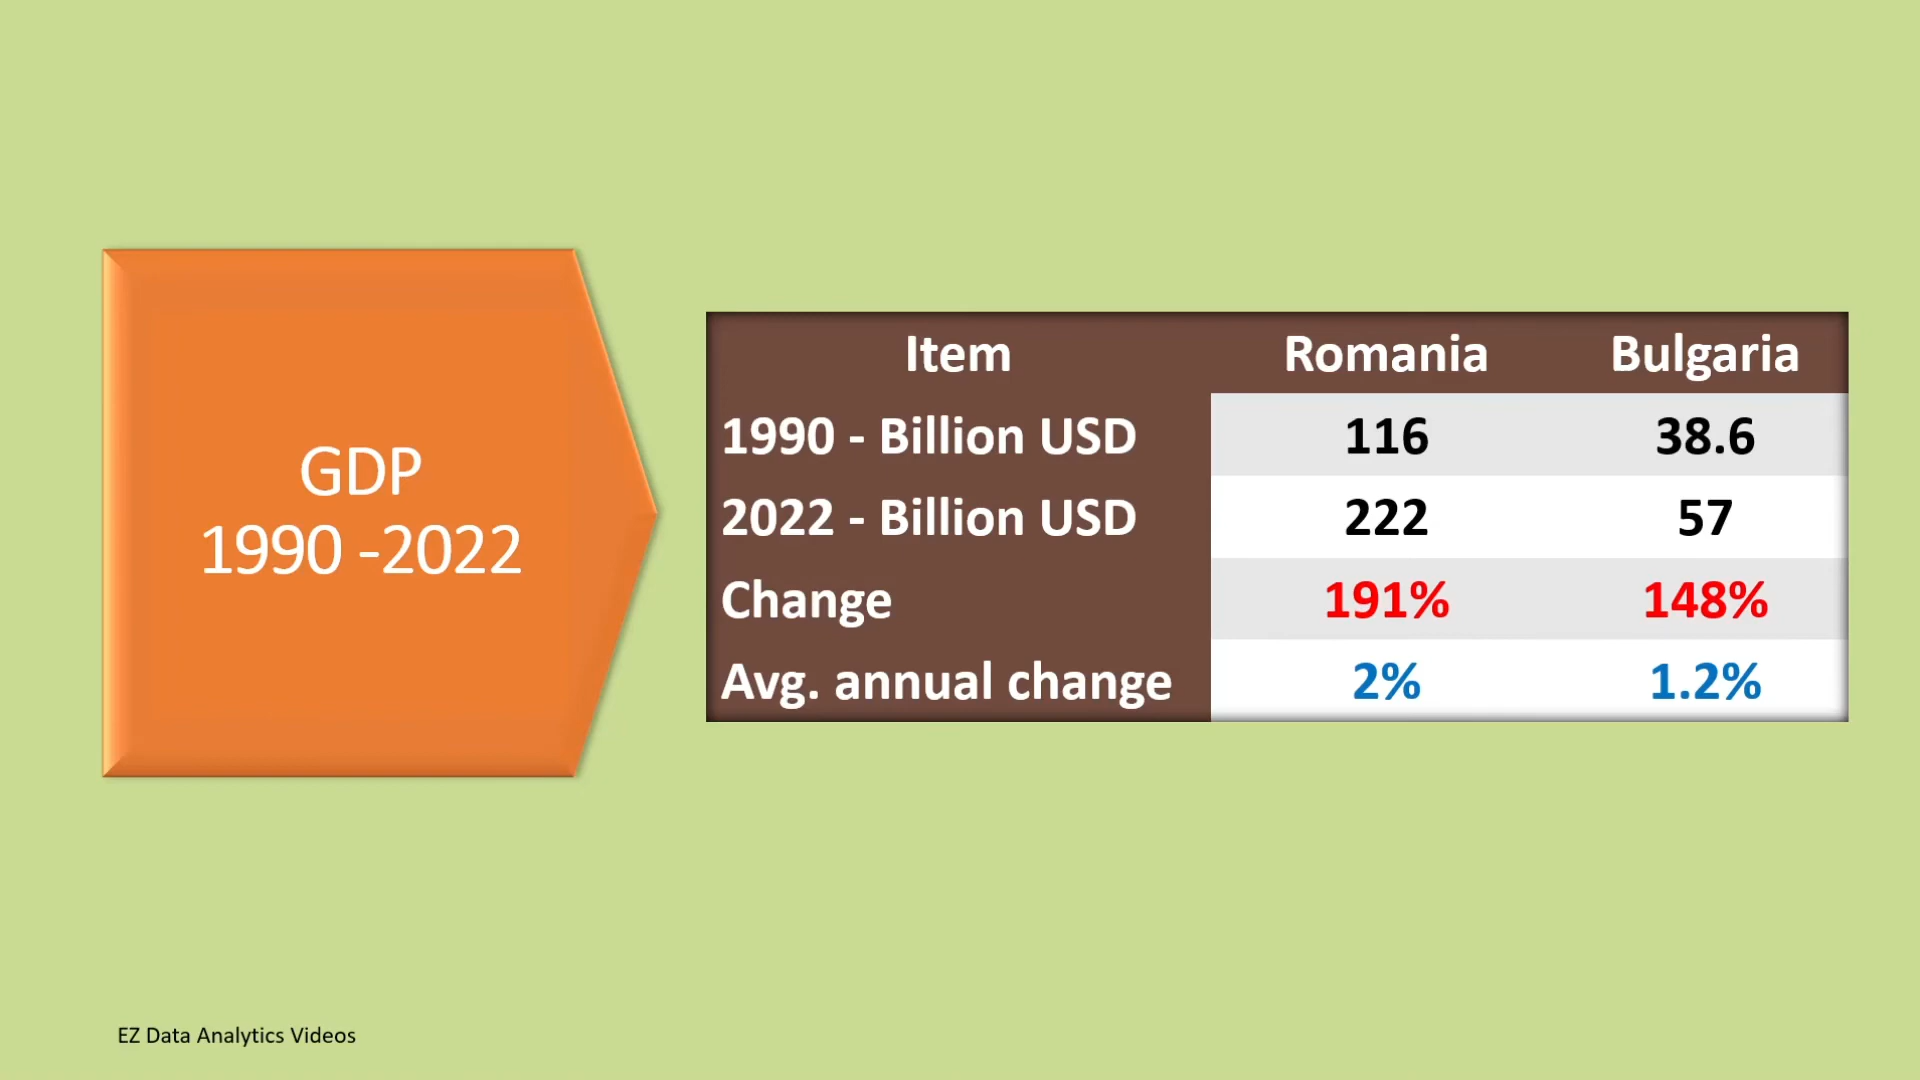 GDP
1990 -2022
Item Romania Bulgaria
1990 - Billion USD 116 38.6
2022 - Billion USD 222 57
Change 191% 148%
Avg. annual change 2% 1.2%
EZ Data Analytics Videos